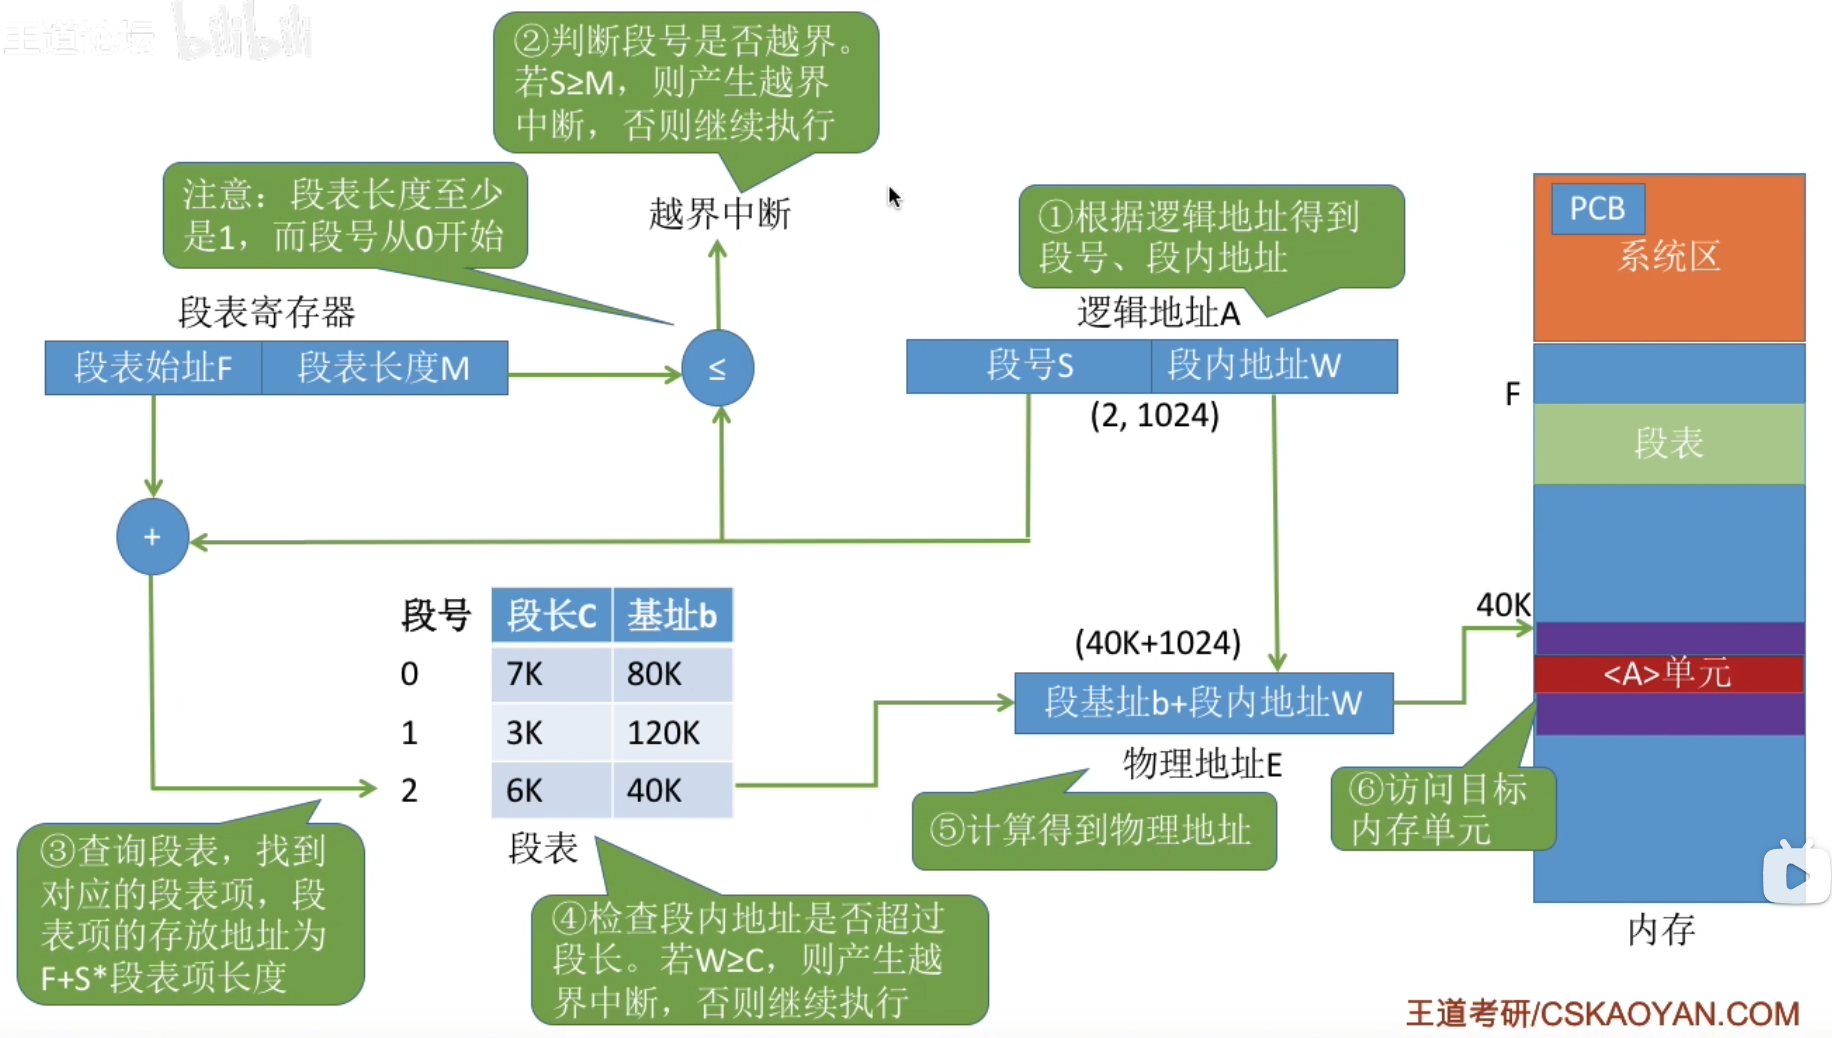 王道论坛 bilibili
②判断段号是否越界。
若S≥M，则产生越界
中断，否则继续执行
注意：段表长度至少
是1，而段号从0开始
越界中断
①根据逻辑地址得到
段号、段内地址
PCB
系统区
段表寄存器
逻辑地址A
段表始址F 段表长度M
≤
段号S 段内地址W
(2, 1024)
F
段表
+
40K
段号 段长C 基址b
0 7K 80K
1 3K 120K
2 6K 40K
段表
(40K+1024)
段基址b+段内地址W
物理地址E
<A>单元
③查询段表，找到
对应的段表项，段
表项的存放地址为
F+S*段表项长度
④检查段内地址是否超过
段长。若W≥C，则产生越
界中断，否则继续执行
⑤计算得到物理地址
⑥访问目标
内存单元
内存
王道考研/CSKAOYAN.COM